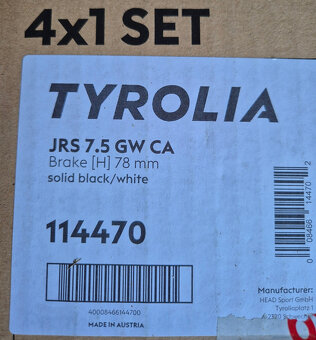 4x1 SET
TYROLIA
JRS 7.5 GW CA
Brake [H] 78 mm
solid black/white
114470
40008466144700
MADE IN AUSTRIA
Manufacturer:
HEAD Sport GmbH
Tyroliaplatz 1